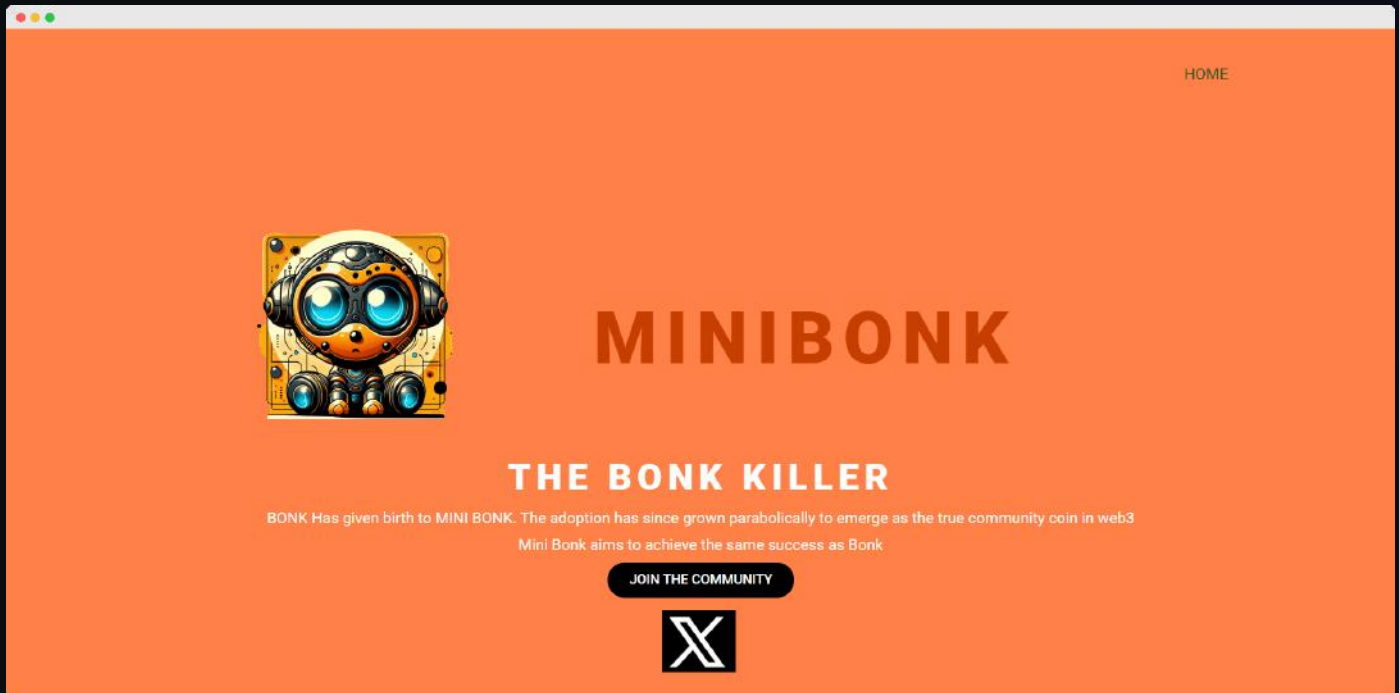 HOME
MINIBONK
THE BONK KILLER
BONK Has given birth to MINI BONK. The adoption has since grown parabolically to emerge as the true community coin in web3
Mini Bonk aims to achieve the same success as Bonk
JOIN THE COMMUNITY
X